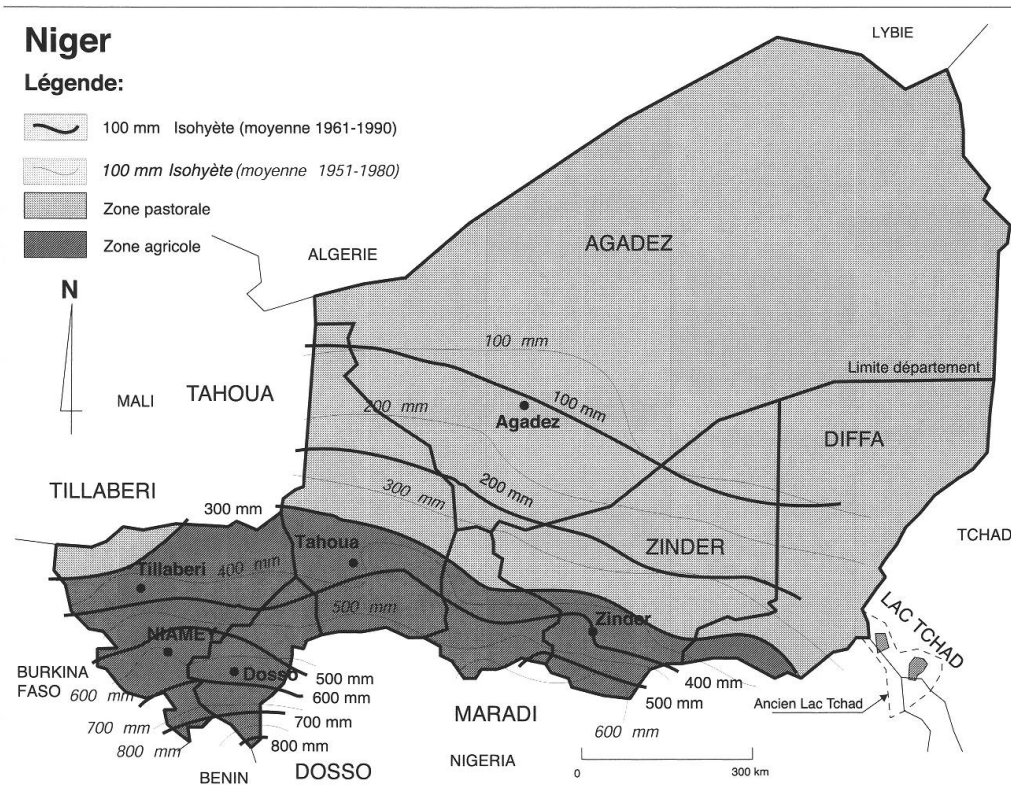 Niger
Légende:
100 mm Isohyète (moyenne 1961-1990)
100 mm Isohyète (moyenne 1951-1980)
Zone pastorale
Zone agricole
N
LYBIE
ALGERIE
AGADEZ
100 mm
Limite département
MALI
TAHOUA
200 mm
100 mm
Agadez
DIFFA
TILLABERI
300 mm
200 mm
300 mm
TCHAD
Tahoua
ZINDER
Tillaberi
400 mm
500 mm
Zinder
LAC TCHAD
NIAMEY
Dosso
BURKINA
FASO
600 mm
500 mm
600 mm
400 mm
500 mm
Ancien Lac Tchad
700 mm
700 mm
MARADI
600 mm
800 mm
800 mm
BENIN
DOSSO
NIGERIA
0
300 km